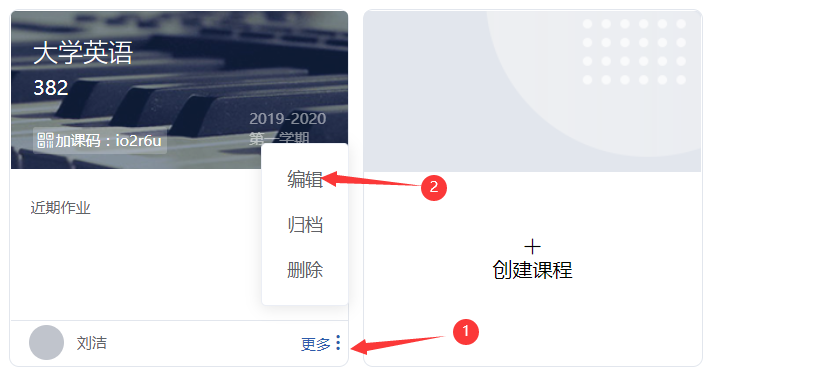 大学英语
382
2019-2020
第一学期
加课码：io2r6u
编辑
2
近期作业
归档
删除
+
创建课程
刘洁
更多
1